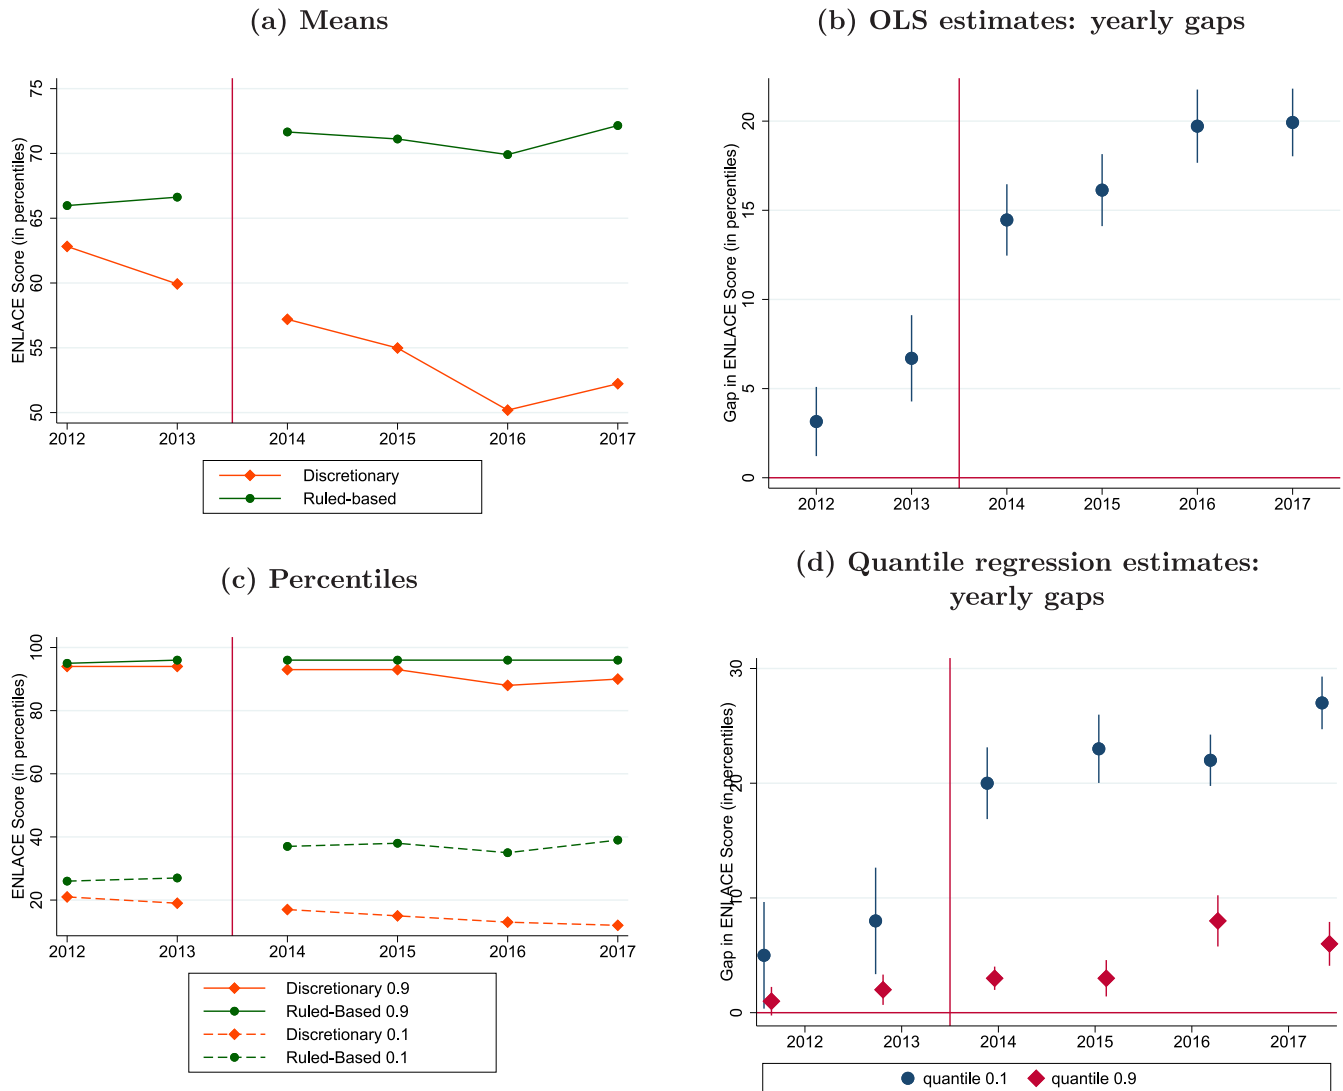 (a) Means
ENLACE Score (in percentiles)
75
70
65
60
55
50
2012 2013 2014 2015 2016 2017
Discretionary
Ruled-based
(b) OLS estimates: yearly gaps
Gap in ENLACE Score (in percentiles)
20
15
10
5
0
2012 2013 2014 2015 2016 2017
(c) Percentiles
ENLACE Score (in percentiles)
100
80
60
40
20
2012 2013 2014 2015 2016 2017
Discretionary 0.9
Ruled-Based 0.9
Discretionary 0.1
Ruled-Based 0.1
(d) Quantile regression estimates:
yearly gaps
Gap in ENLACE Score (in percentiles)
30
20
10
0
2012 2013 2014 2015 2016 2017
quantile 0.1 quantile 0.9